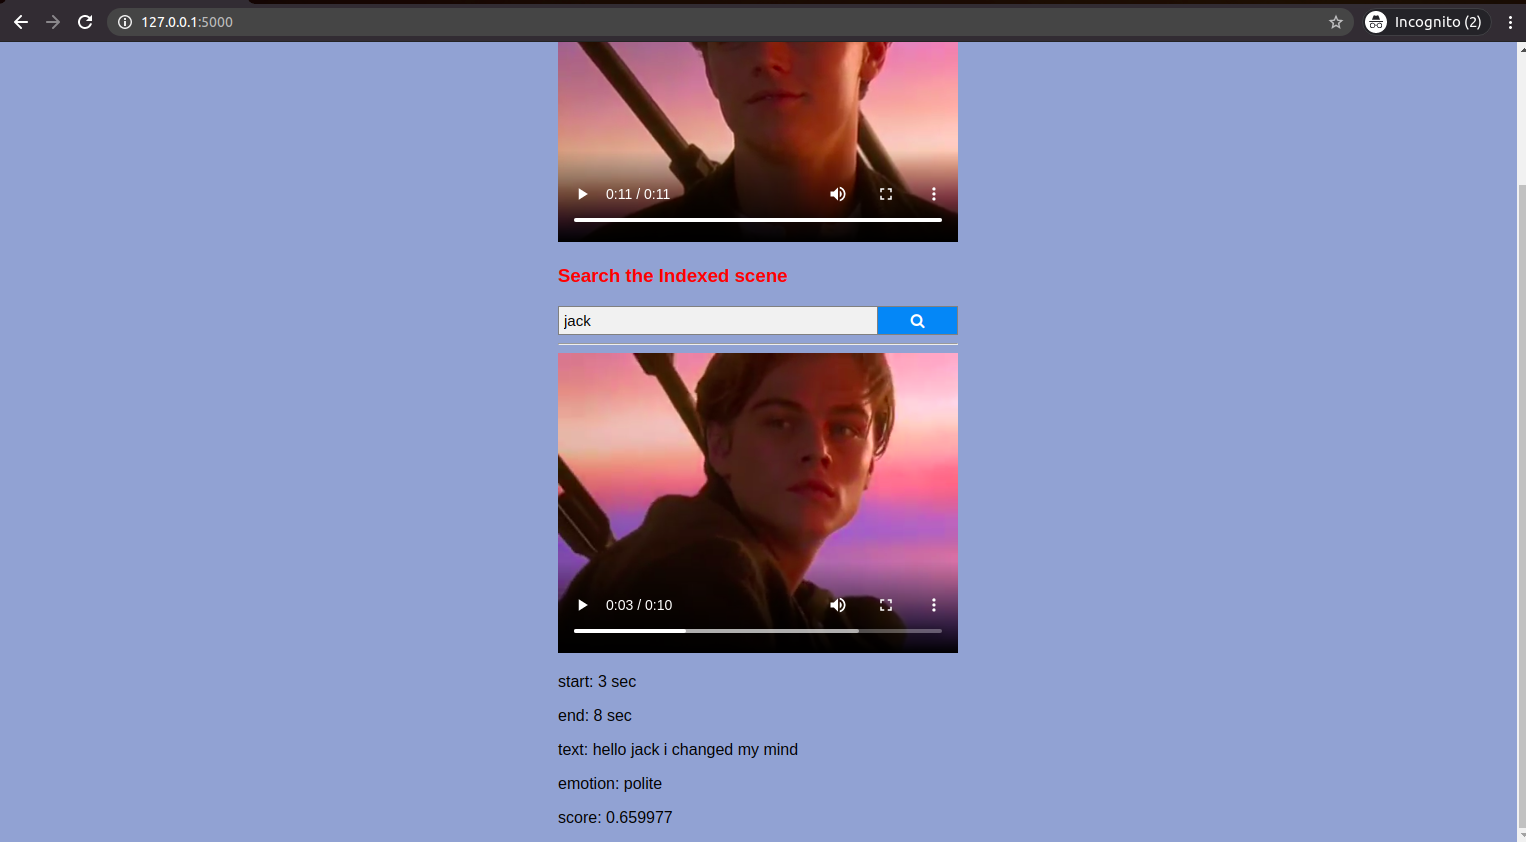 127.0.0.1:5000
Incognito (2)
0:11 / 0:11
Search the Indexed scene
jack
0:03 / 0:10
start: 3 sec
end: 8 sec
text: hello jack i changed my mind
emotion: polite
score: 0.659977